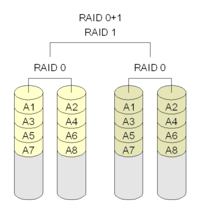 RAID 0+1
RAID 1
RAID 0 RAID 0
A1 A2 A1 A2
A3 A4 A3 A4
A5 A6 A5 A6
A7 A8 A7 A8